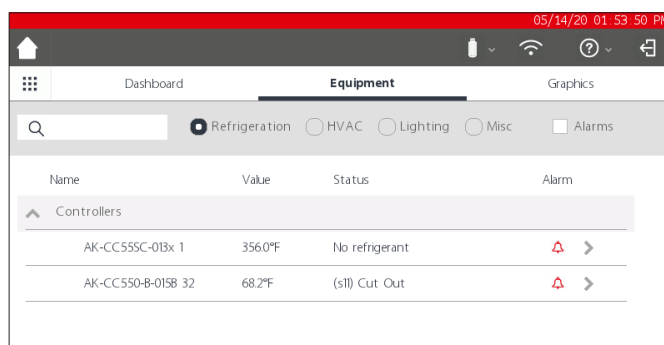 05/14/20 01:53:50 PM
Dashboard Equipment Graphics
Refrigeration HVAC Lighting Misc Alarms
Name Value Status Alarm
Controllers
AK-CC55SC-013x 1 356.0°F No refrigerant
AK-CC550-B-015B 32 68.2°F (s11) Cut Out